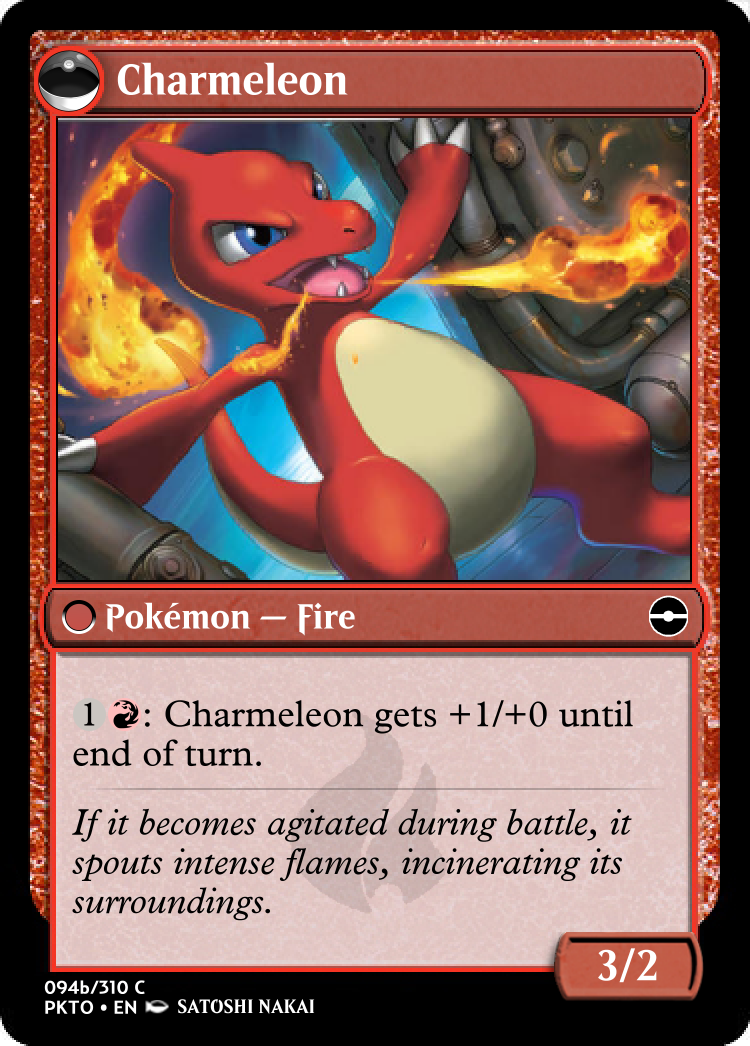 Charmeleon
Pokémon — Fire
1 : Charmeleon gets +1/+0 until
end of turn.
If it becomes agitated during battle, it
spouts intense flames, incinerating its
surroundings.
3/2
094b/310 C
PKTO • EN SATOSHI NAKAI